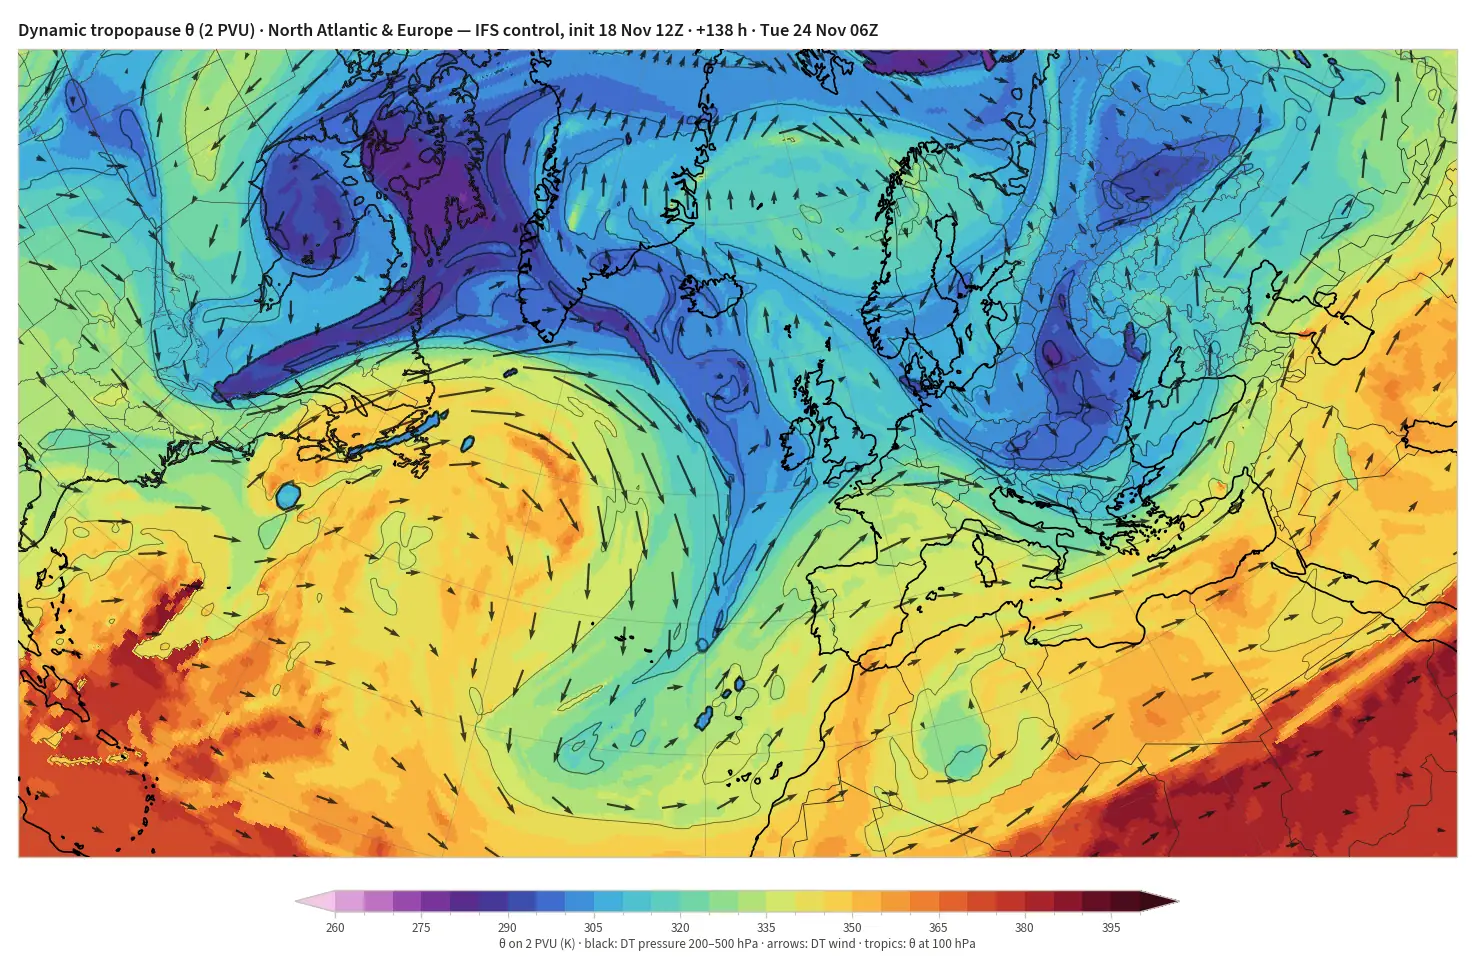 Dynamic tropopause θ (2 PVU) · North Atlantic & Europe — IFS control, init 18 Nov 12Z · +138 h · Tue 24 Nov 06Z
260 275 290 305 320 335 350 365 380 395
θ on 2 PVU (K) · black: DT pressure 200–500 hPa · arrows: DT wind · tropics: θ at 100 hPa